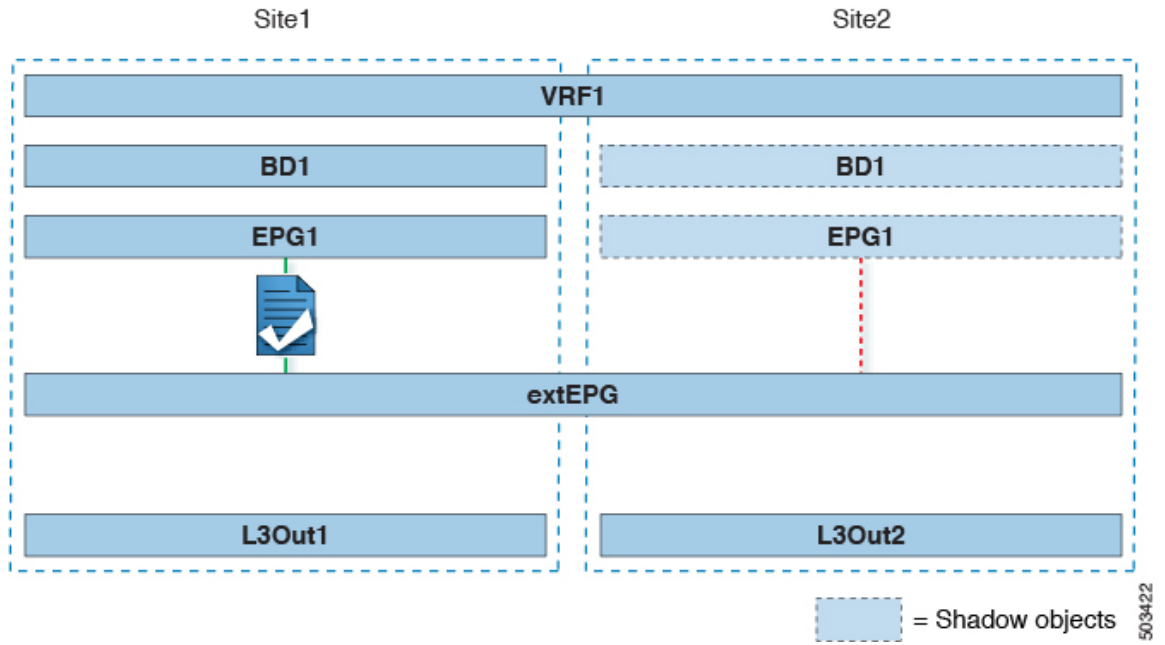 Site1
Site2
VRF1
BD1
BD1
EPG1
EPG1
extEPG
L3Out1
L3Out2
= Shadow objects
503422